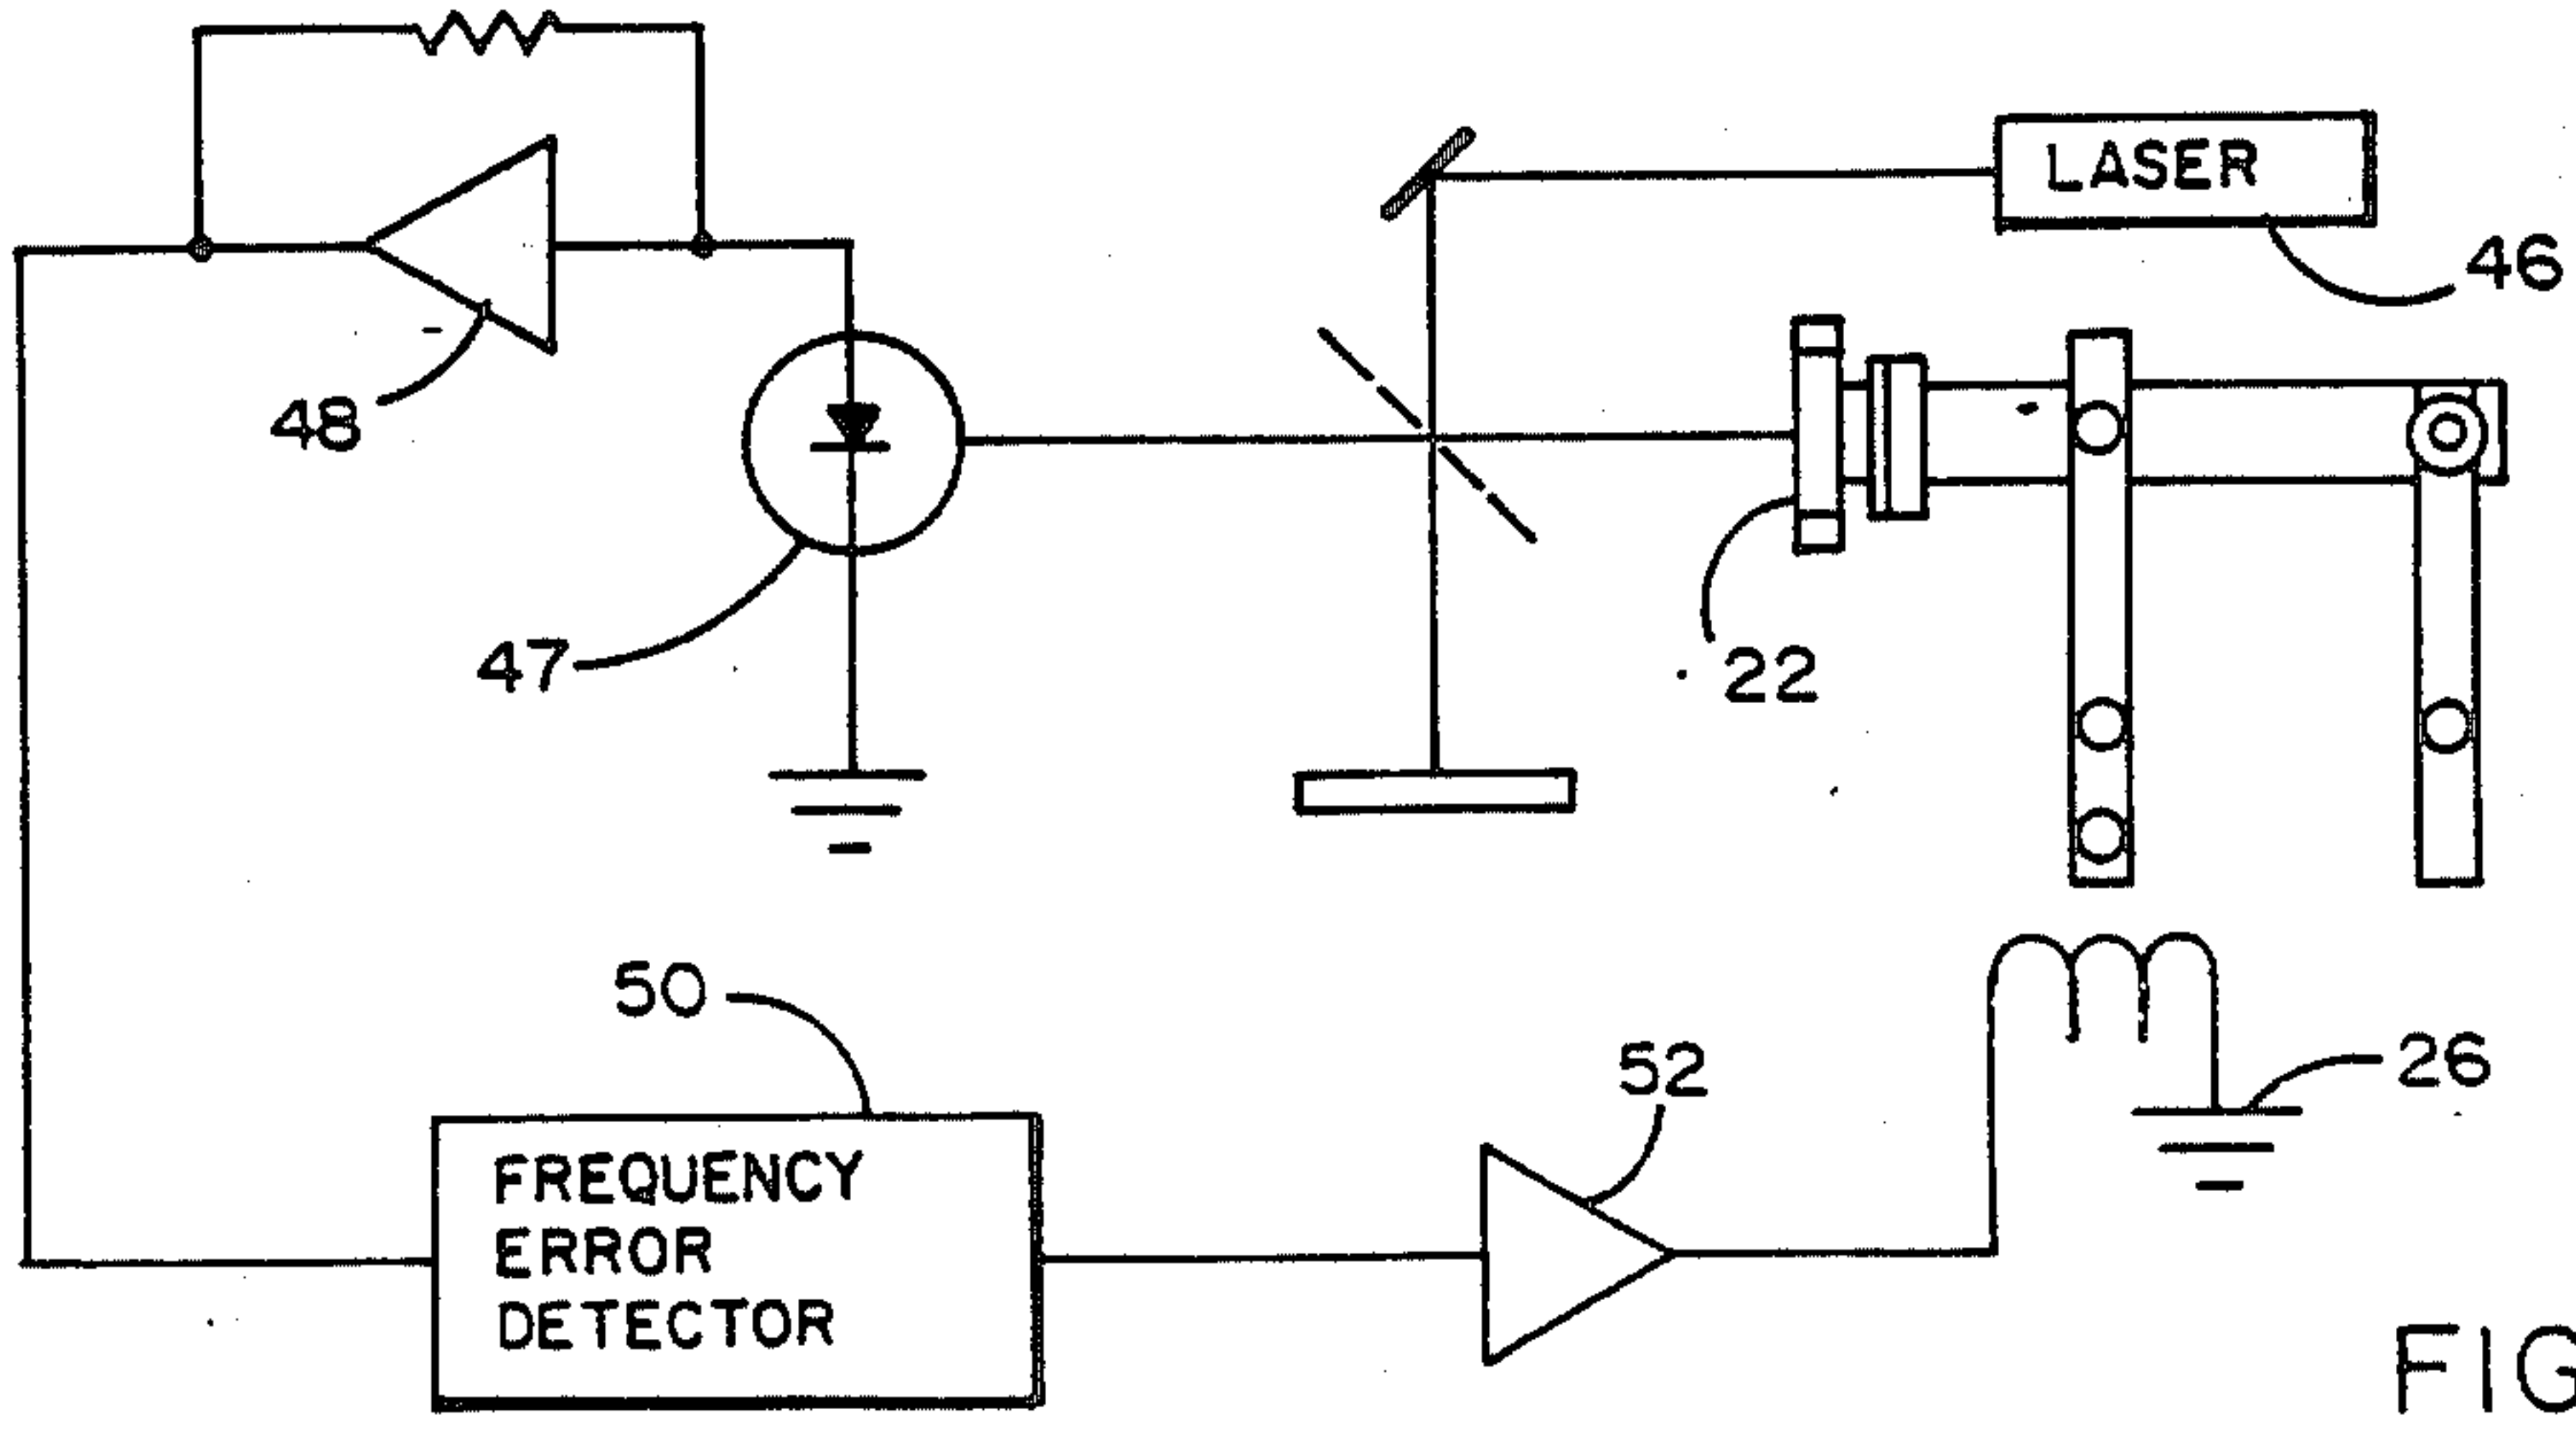 LASER
46
48
47
22
50
52
26
FREQUENCY
ERROR
DETECTOR
FIG